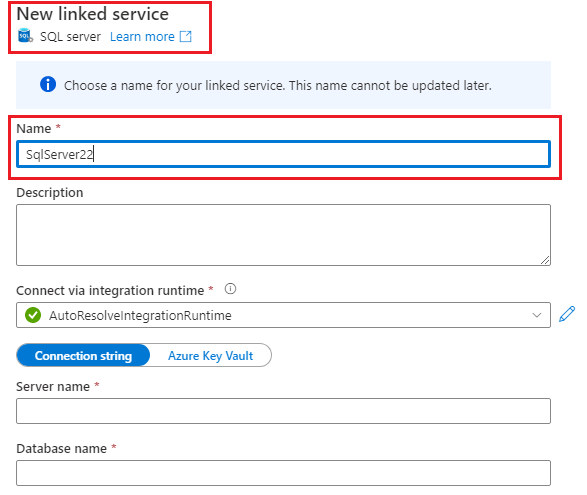 New linked service
SQL server Learn more
Choose a name for your linked service. This name cannot be updated later.
Name *
SqlServer22
Description
Connect via integration runtime *
AutoResolveIntegrationRuntime
Connection string Azure Key Vault
Server name *
Database name *